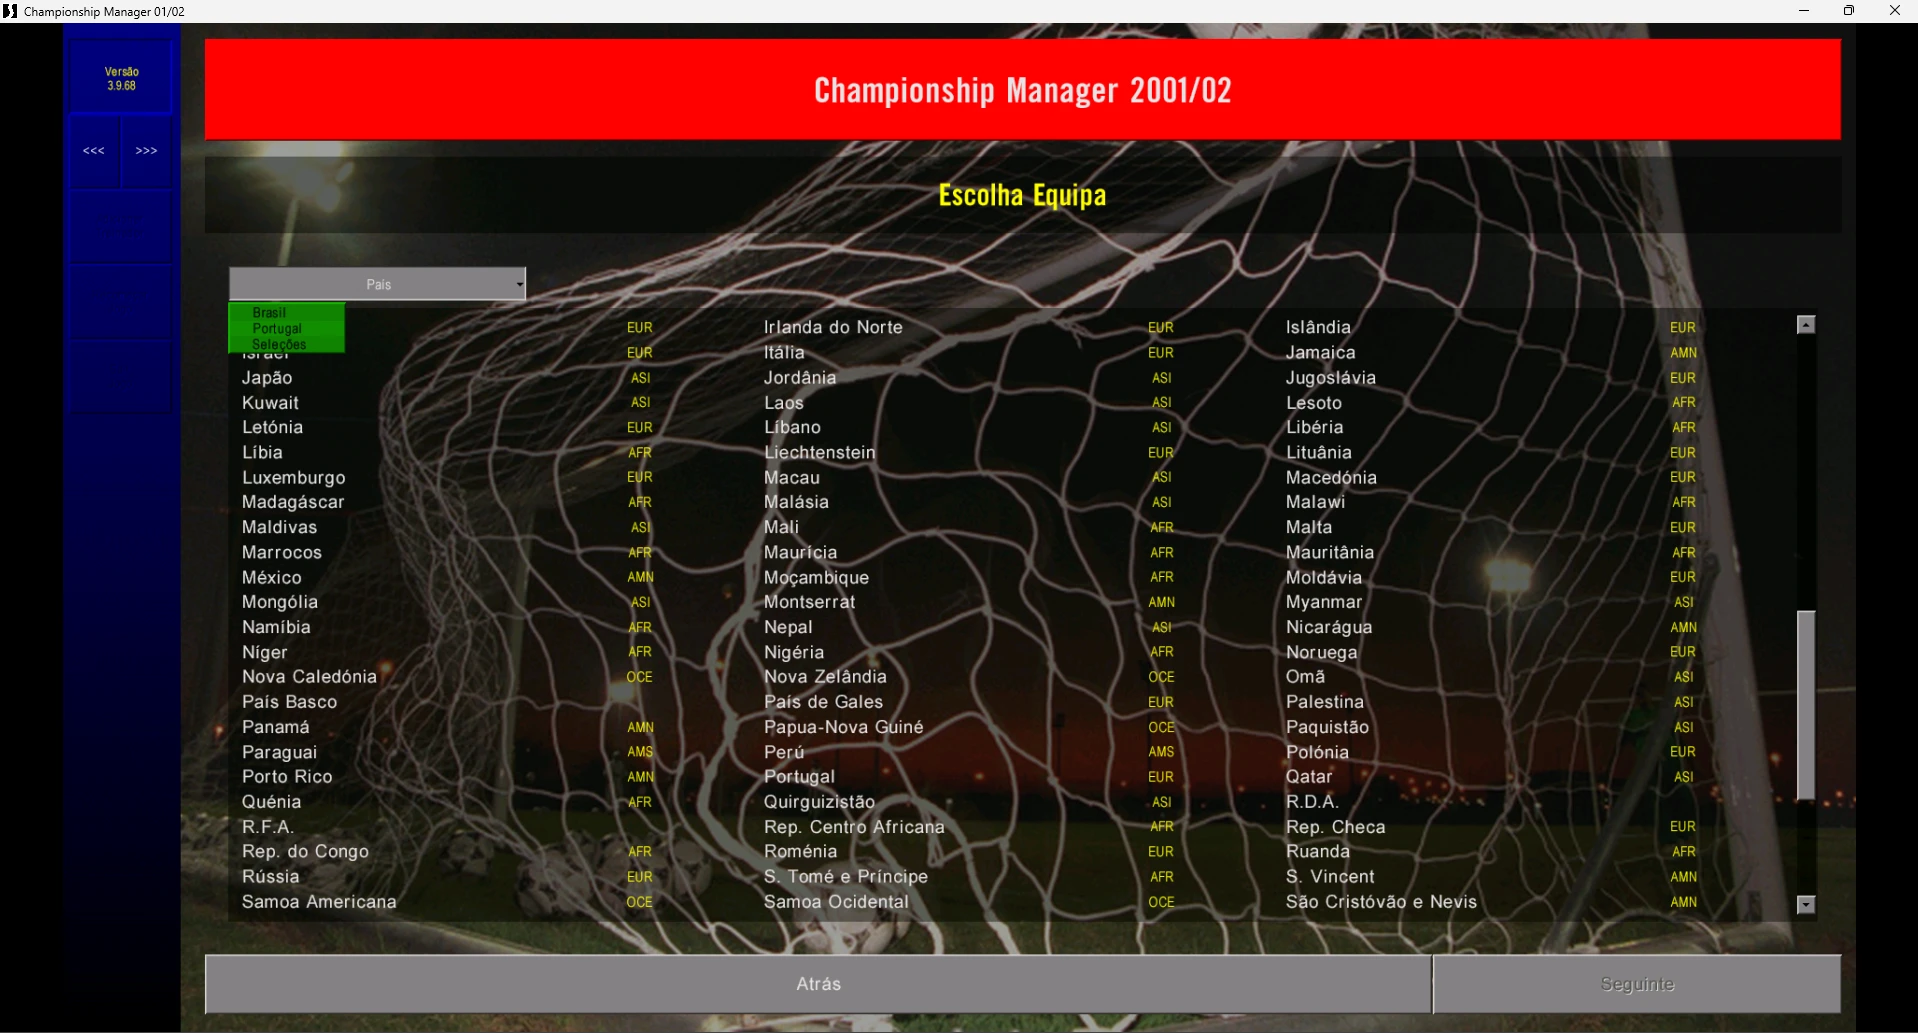 Championship Manager 01/02
Versão
3.9.68
<<< >>>
Championship Manager 2001/02
Escolha Equipa
País
Brasil
Portugal
Seleções
EUR Irlanda do Norte EUR Islândia EUR
Israel EUR Itália EUR Jamaica AMN
Japão ASI Jordânia ASI Jugoslávia EUR
Kuwait ASI Laos ASI Lesoto AFR
Letónia EUR Líbano ASI Libéria AFR
Líbia AFR Liechtenstein EUR Lituânia EUR
Luxemburgo EUR Macau ASI Macedónia EUR
Madagáscar AFR Malásia ASI Malawi AFR
Maldivas ASI Mali AFR Malta EUR
Marrocos AFR Maurícia AFR Mauritânia AFR
México AMN Moçambique AFR Moldávia EUR
Mongólia ASI Montserrat AMN Myanmar ASI
Namíbia AFR Nepal ASI Nicarágua AMN
Níger AFR Nigéria AFR Noruega EUR
Nova Caledónia OCE Nova Zelândia OCE Omã ASI
País Basco País de Gales EUR Palestina ASI
Panamá AMN Papua-Nova Guiné OCE Paquistão ASI
Paraguai AMS Perú AMS Polónia EUR
Porto Rico AMN Portugal EUR Qatar ASI
Quénia AFR Quirguizistão ASI R.D.A.
R.F.A. Rep. Centro Africana AFR Rep. Checa EUR
Rep. do Congo AFR Roménia EUR Ruanda AFR
Rússia EUR S. Tomé e Príncipe AFR S. Vincent AMN
Samoa Americana OCE Samoa Ocidental OCE São Cristóvão e Nevis AMN
Atrás Seguinte